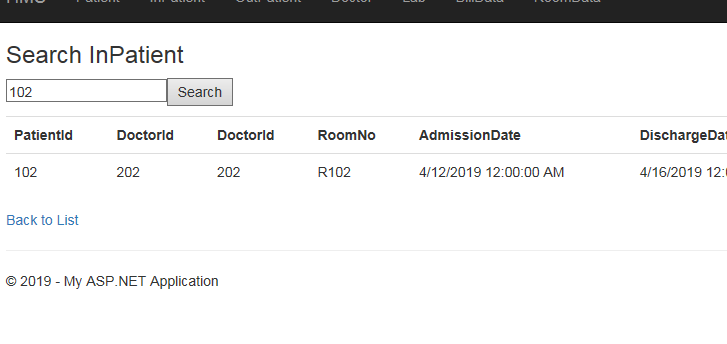 HMS Patient InPatient OutPatient Doctor Lab BillData RoomData
Search InPatient
102 Search
PatientId DoctorId DoctorId RoomNo AdmissionDate DischargeDat
102 202 202 R102 4/12/2019 12:00:00 AM 4/16/2019 12:
Back to List
© 2019 - My ASP.NET Application